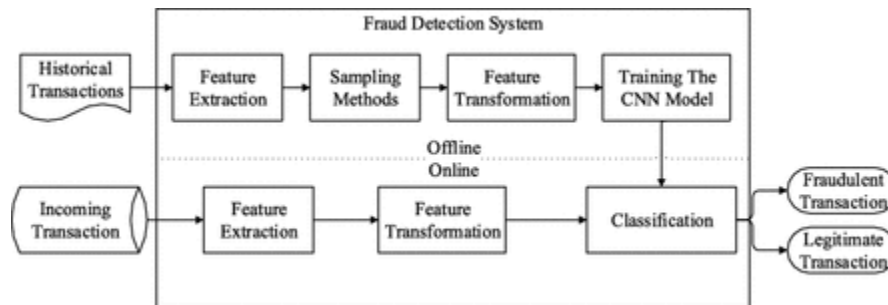 Fraud Detection System
Historical
Transactions
Feature
Extraction
Sampling
Methods
Feature
Transformation
Training The
CNN Model
Offline
Online
Incoming
Transaction
Feature
Extraction
Feature
Transformation
Classification
Fraudulent
Transaction
Legitimate
Transaction